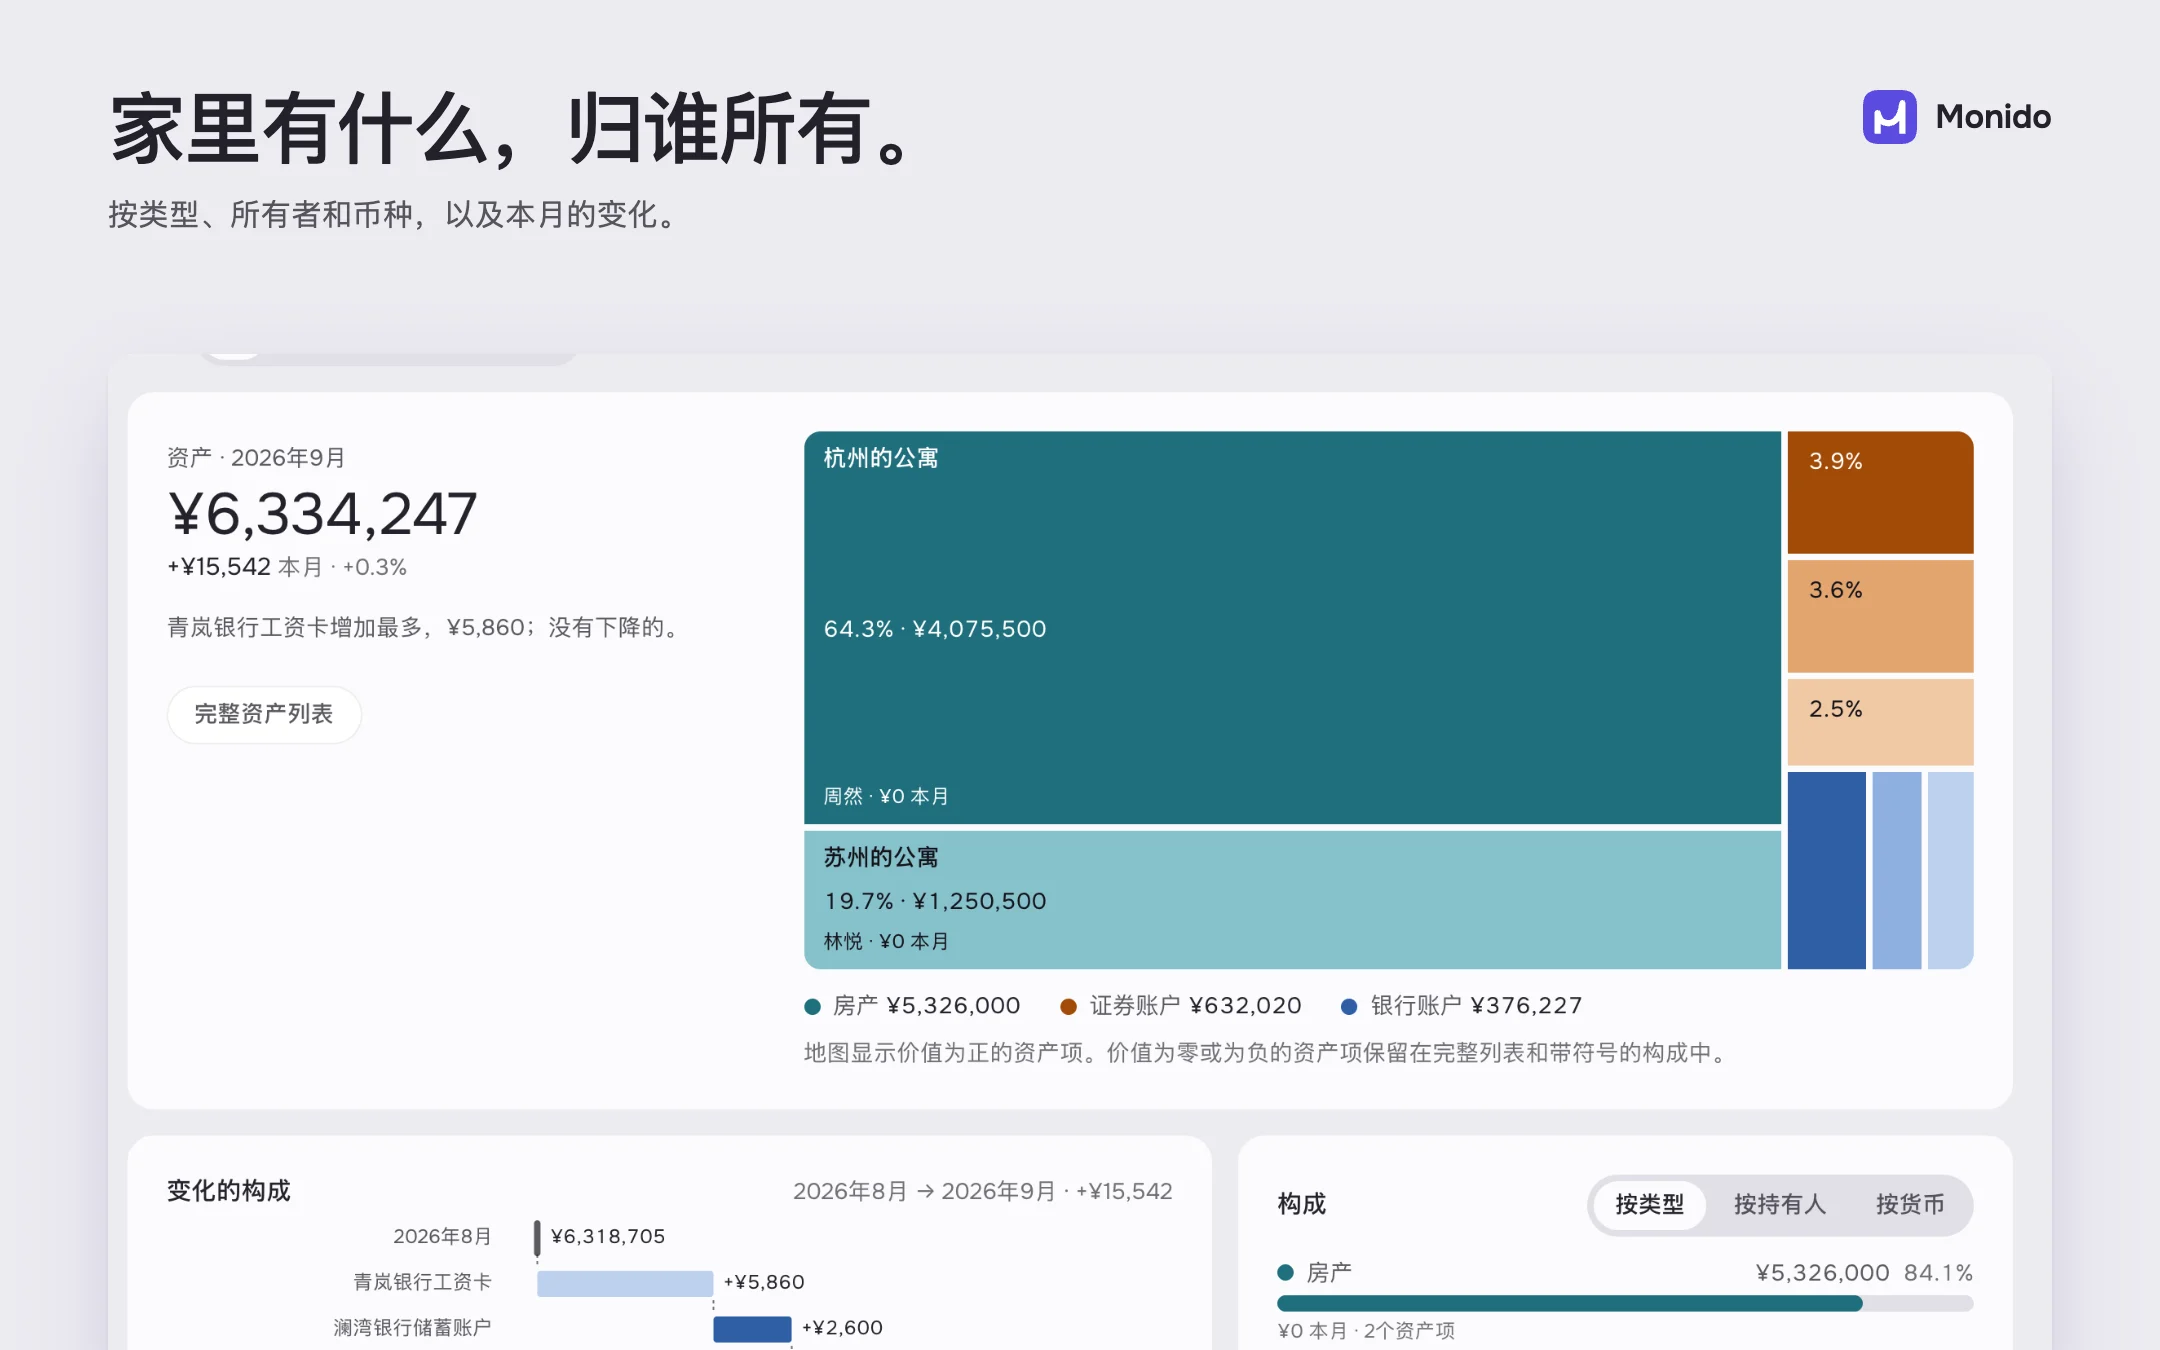 家里有什么，归谁所有。
Monido
按类型、所有者和币种，以及本月的变化。
资产 · 2026年9月
¥6,334,247
+¥15,542 本月 · +0.3%
青岚银行工资卡增加最多，¥5,860；没有下降的。
完整资产列表
杭州的公寓
64.3% · ¥4,075,500
周然 · ¥0 本月
苏州的公寓
19.7% · ¥1,250,500
林悦 · ¥0 本月
3.9%
3.6%
2.5%
房产 ¥5,326,000 证券账户 ¥632,020 银行账户 ¥376,227
地图显示价值为正的资产项。价值为零或为负的资产项保留在完整列表和带符号的构成中。
变化的构成
2026年8月 → 2026年9月 · +¥15,542
2026年8月 ¥6,318,705
青岚银行工资卡 +¥5,860
澜湾银行储蓄账户 +¥2,600
构成
按类型 按持有人 按货币
房产 ¥5,326,000 84.1%
¥0 本月 · 2个资产项